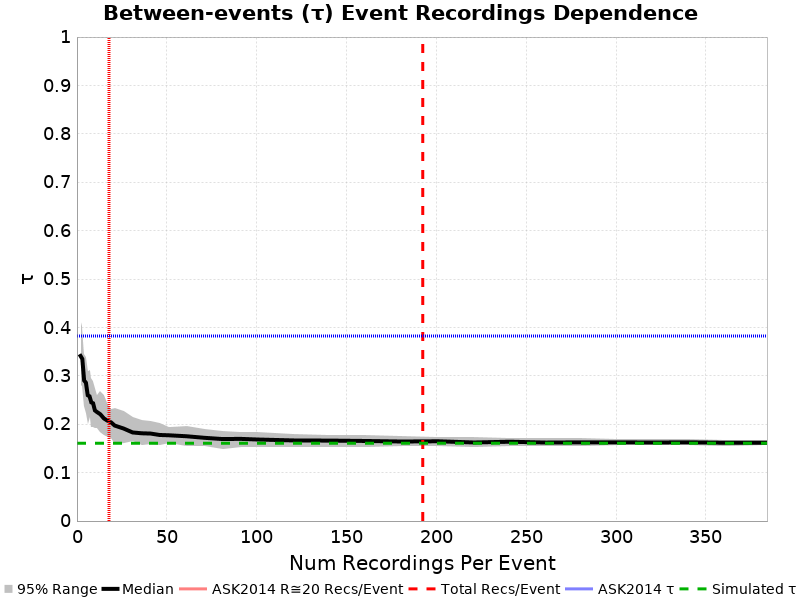 Between-events (τ) Event Recordings Dependence
1
0.9
0.8
0.7
0.6
0.5
0.4
0.3
0.2
0.1
0
τ
0 50 100 150 200 250 300 350
Num Recordings Per Event
95% Range Median ASK2014 R≅20 Recs/Event Total Recs/Event ASK2014 τ Simulated τ